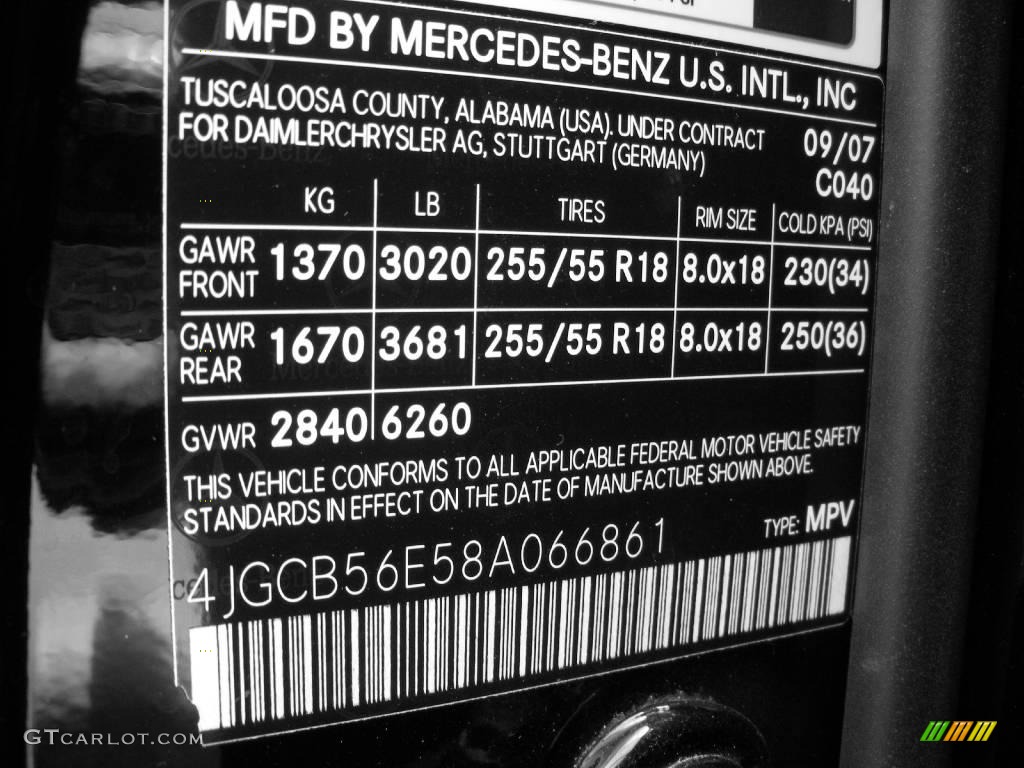 MFD BY MERCEDES-BENZ U.S. INTL., INC
TUSCALOOSA COUNTY, ALABAMA (USA). UNDER CONTRACT
FOR DAIMLERCHRYSLER AG, STUTTGART (GERMANY)
09/07
C040
KG LB TIRES RIM SIZE COLD KPA (PSI)
GAWR FRONT 1370 3020 255/55 R18 8.0x18 230(34)
GAWR REAR 1670 3681 255/55 R18 8.0x18 250(36)
GVWR 2840 6260
THIS VEHICLE CONFORMS TO ALL APPLICABLE FEDERAL MOTOR VEHICLE SAFETY
STANDARDS IN EFFECT ON THE DATE OF MANUFACTURE SHOWN ABOVE.
4JGCB56E58A066861 TYPE: MPV
GTCARLOT.COM